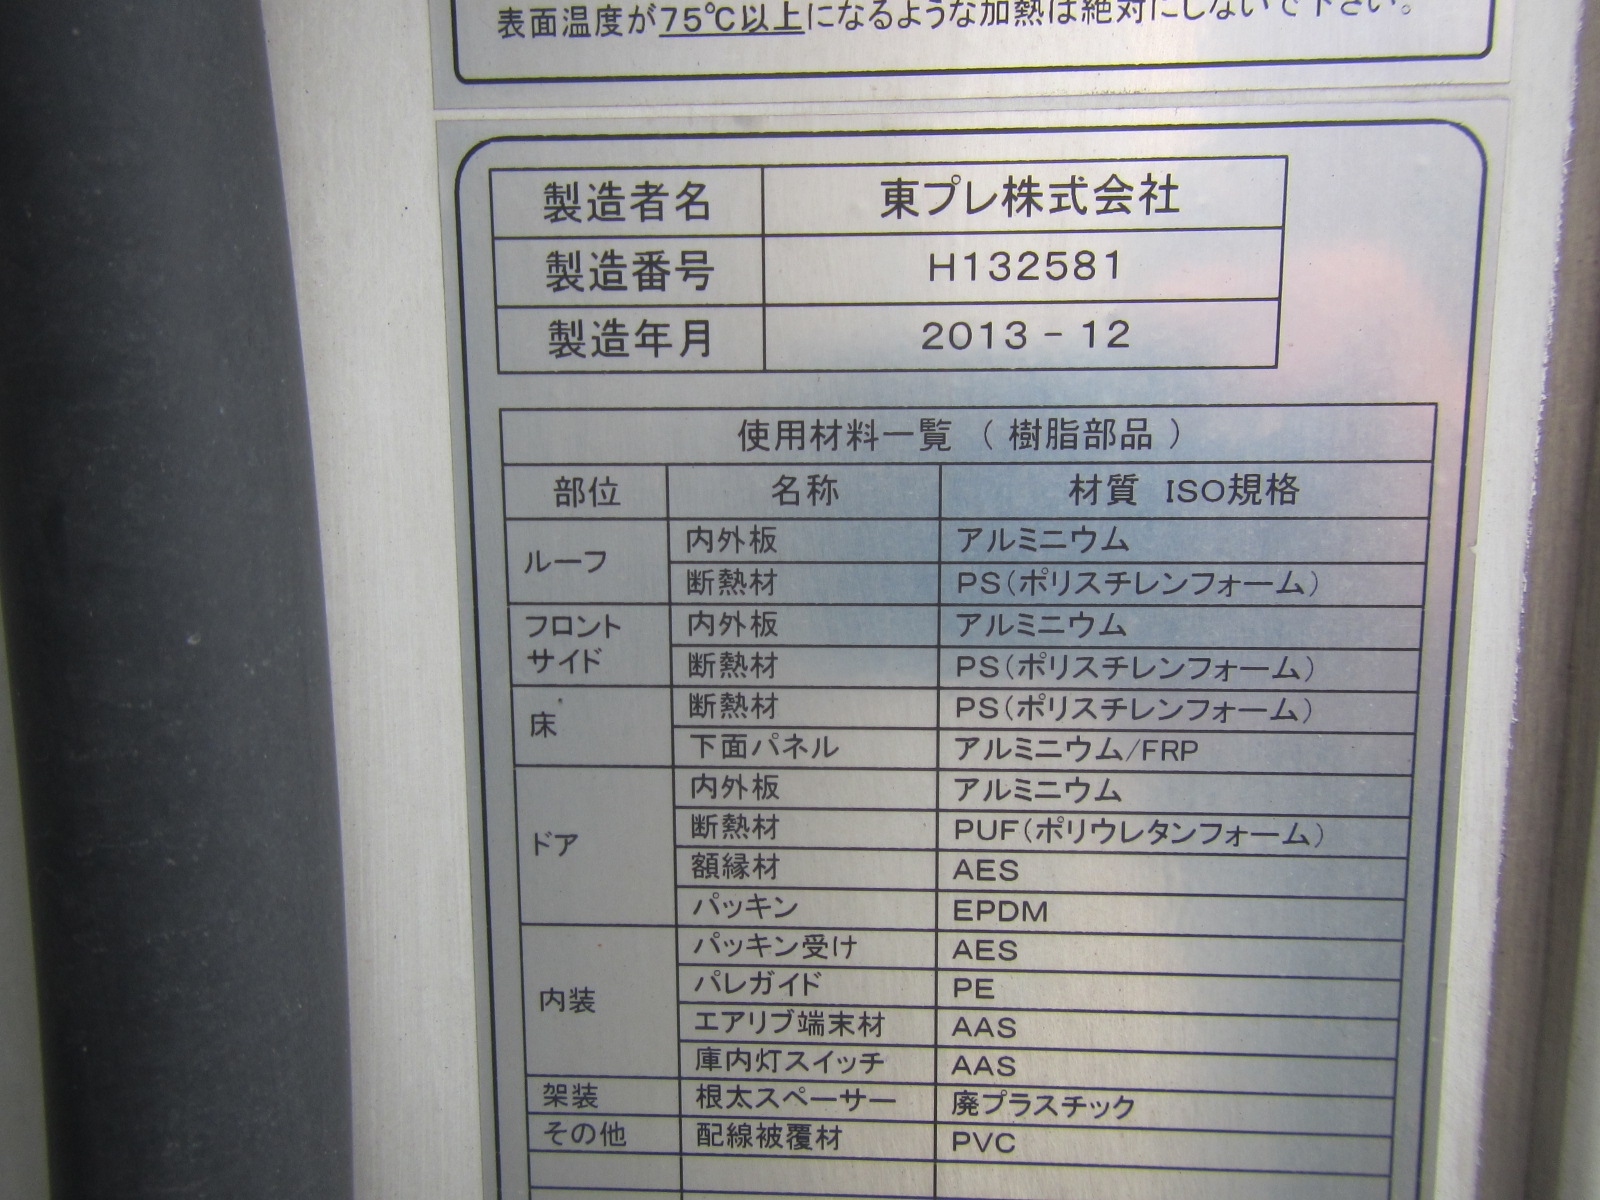 表面温度が75℃以上になるような加熱は絶対にしないで下さい。
製造者名 東プレ株式会社
製造番号 H132581
製造年月 2013 - 12
使用材料一覧 ( 樹脂部品 )
部位 名称 材質 ISO規格
ルーフ 内外板 アルミニウム
断熱材 PS(ポリスチレンフォーム)
フロント
サイド 内外板 アルミニウム
断熱材 PS(ポリスチレンフォーム)
床 断熱材 PS(ポリスチレンフォーム)
下面パネル アルミニウム/FRP
ドア 内外板 アルミニウム
断熱材 PUF(ポリウレタンフォーム)
額縁材 AES
パッキン EPDM
内装 パッキン受け AES
パレガイド PE
エアリブ端末材 AAS
庫内灯スイッチ AAS
架装 根太スペーサー 廃プラスチック
その他 配線被覆材 PVC